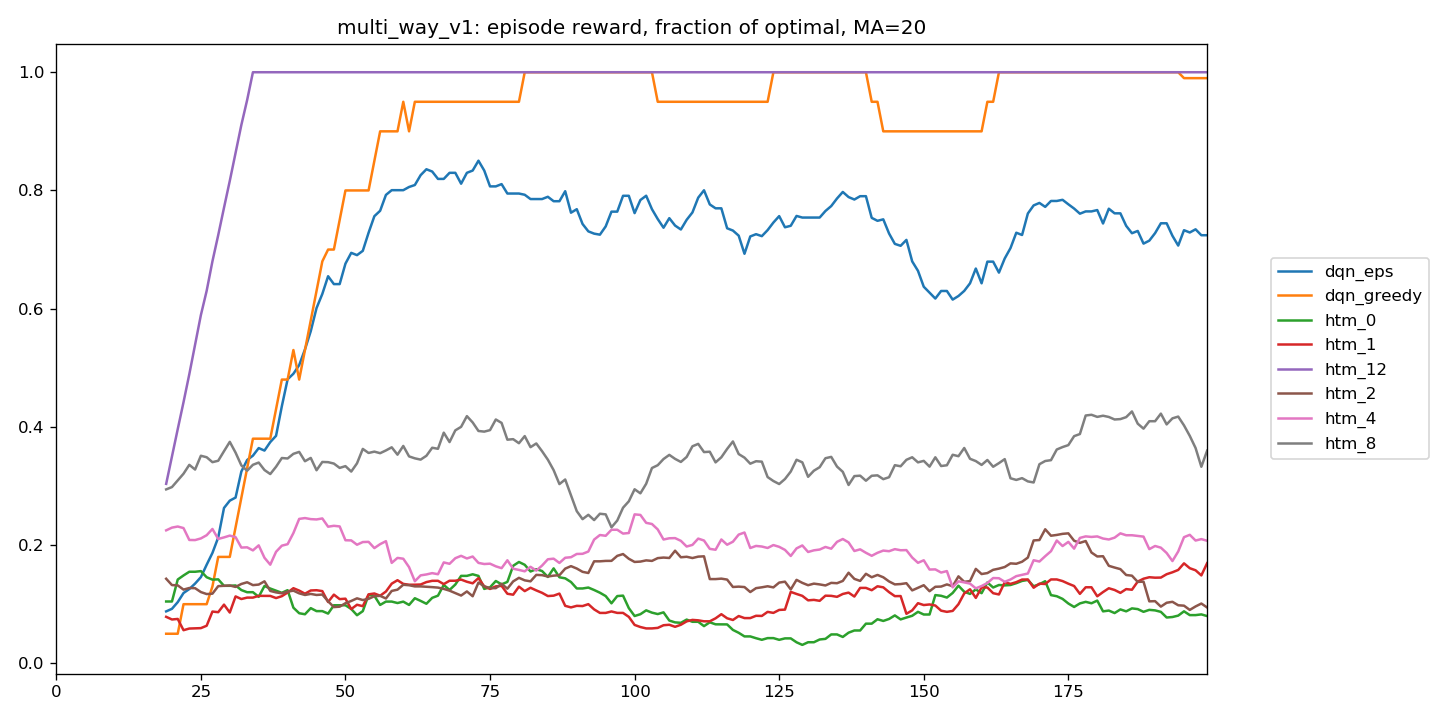 multi_way_v1: episode reward, fraction of optimal, MA=20
1.0
0.8
0.6
0.4
0.2
0.0
0 25 50 75 100 125 150 175
dqn_eps
dqn_greedy
htm_0
htm_1
htm_12
htm_2
htm_4
htm_8